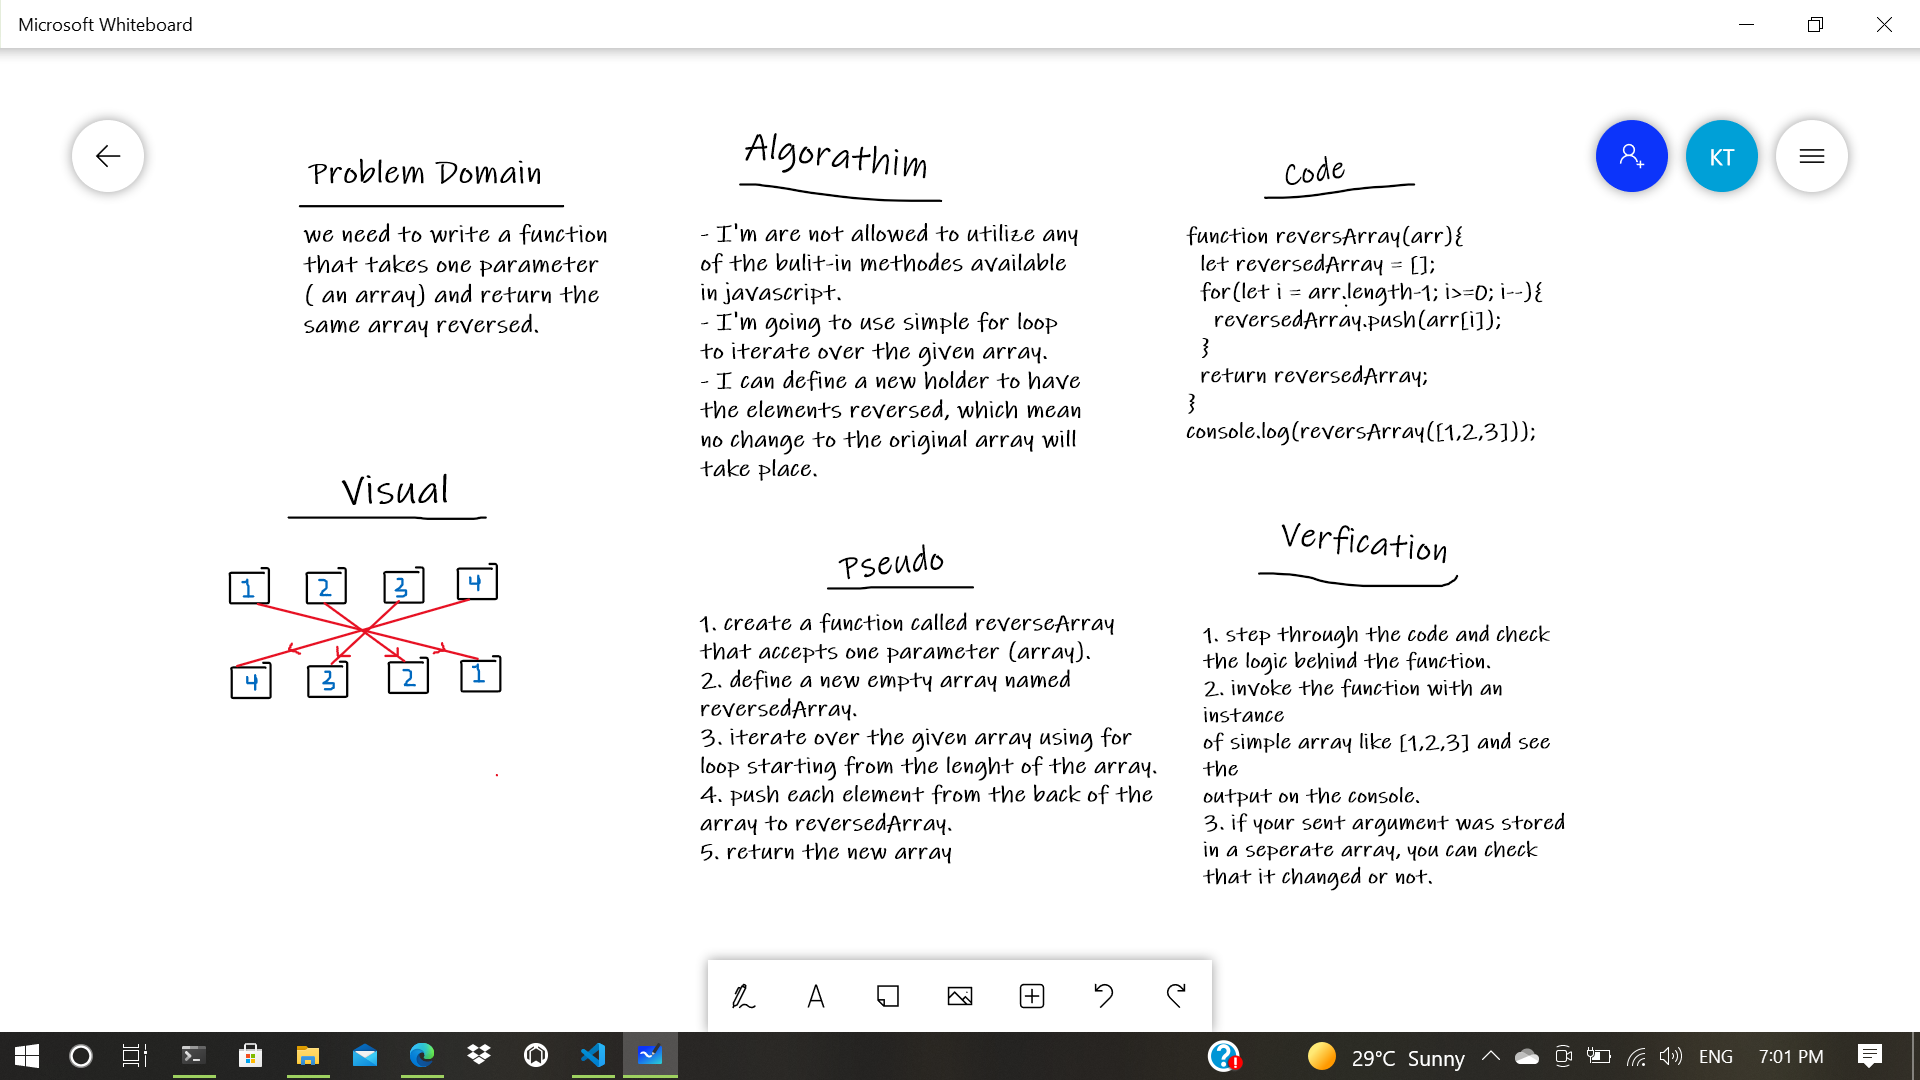 Microsoft Whiteboard
KT
Problem Domain
we need to write a function
that takes one parameter
( an array) and return the
same array reversed.
Visual
1 2 3 4
4 3 2 1
Algorathim
- I'm are not allowed to utilize any
of the bulit-in methodes available
in javascript.
- I'm going to use simple for loop
to iterate over the given array.
- I can define a new holder to have
the elements reversed, which mean
no change to the original array will
take place.
Pseudo
1. create a function called reverseArray
that accepts one parameter (array).
2. define a new empty array named
reversedArray.
3. iterate over the given array using for
loop starting from the lenght of the array.
4. push each element from the back of the
array to reversedArray.
5. return the new array
Code
function reversArray(arr){
let reversedArray = [];
for(let i = arr.length-1; i>=0; i--){
reversedArray.push(arr[i]);
}
return reversedArray;
}
console.log(reversArray([1,2,3]));
Verfication
1. step through the code and check
the logic behind the function.
2. invoke the function with an
instance
of simple array like [1,2,3] and see
the
output on the console.
3. if your sent argument was stored
in a seperate array, you can check
that it changed or not.
29°C Sunny ENG 7:01 PM